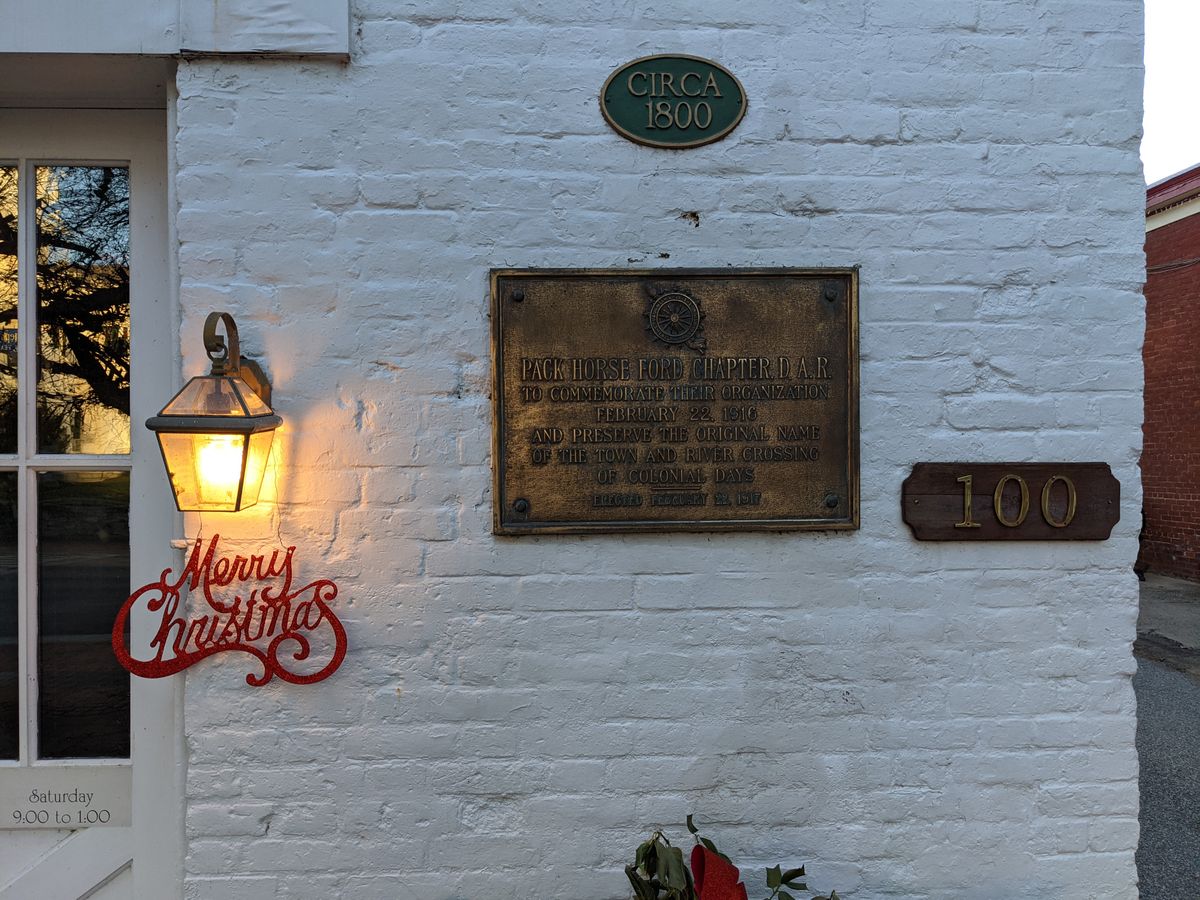 CIRCA
1800
PACK HORSE FORD CHAPTER D.A.R.
TO COMMEMORATE THEIR ORGANIZATION
FEBRUARY 22, 1916
AND PRESERVE THE ORIGINAL NAME
OF THE TOWN AND RIVER CROSSING
OF COLONIAL DAYS
ELECTED FEBRUARY 22, 1917
100
Merry
Christmas
Saturday
9:00 to 1:00